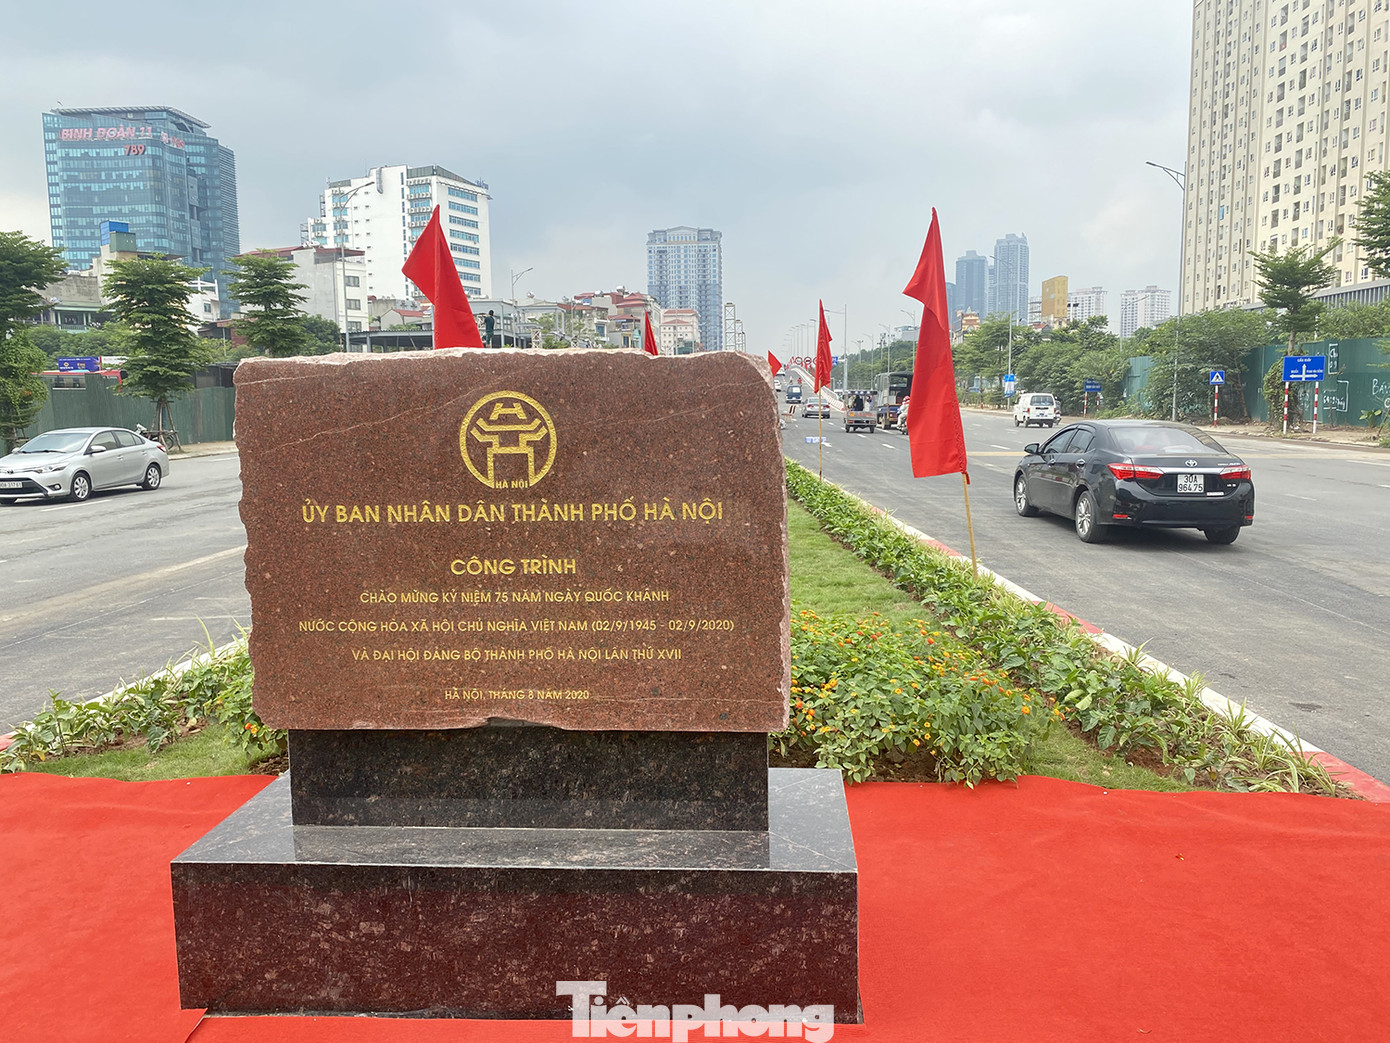 BINH ĐOÀN 11
789
HÀ NỘI
ỦY BAN NHÂN DÂN THÀNH PHỐ HÀ NỘI
CÔNG TRÌNH
CHÀO MỪNG KỶ NIỆM 75 NĂM NGÀY QUỐC KHÁNH
NƯỚC CỘNG HÒA XÃ HỘI CHỦ NGHĨA VIỆT NAM (02/9/1945 - 02/9/2020)
VÀ ĐẠI HỘI ĐẢNG BỘ THÀNH PHỐ HÀ NỘI LẦN THỨ XVII
HÀ NỘI, THÁNG 8 NĂM 2020
30A
964.75
Tiênphong